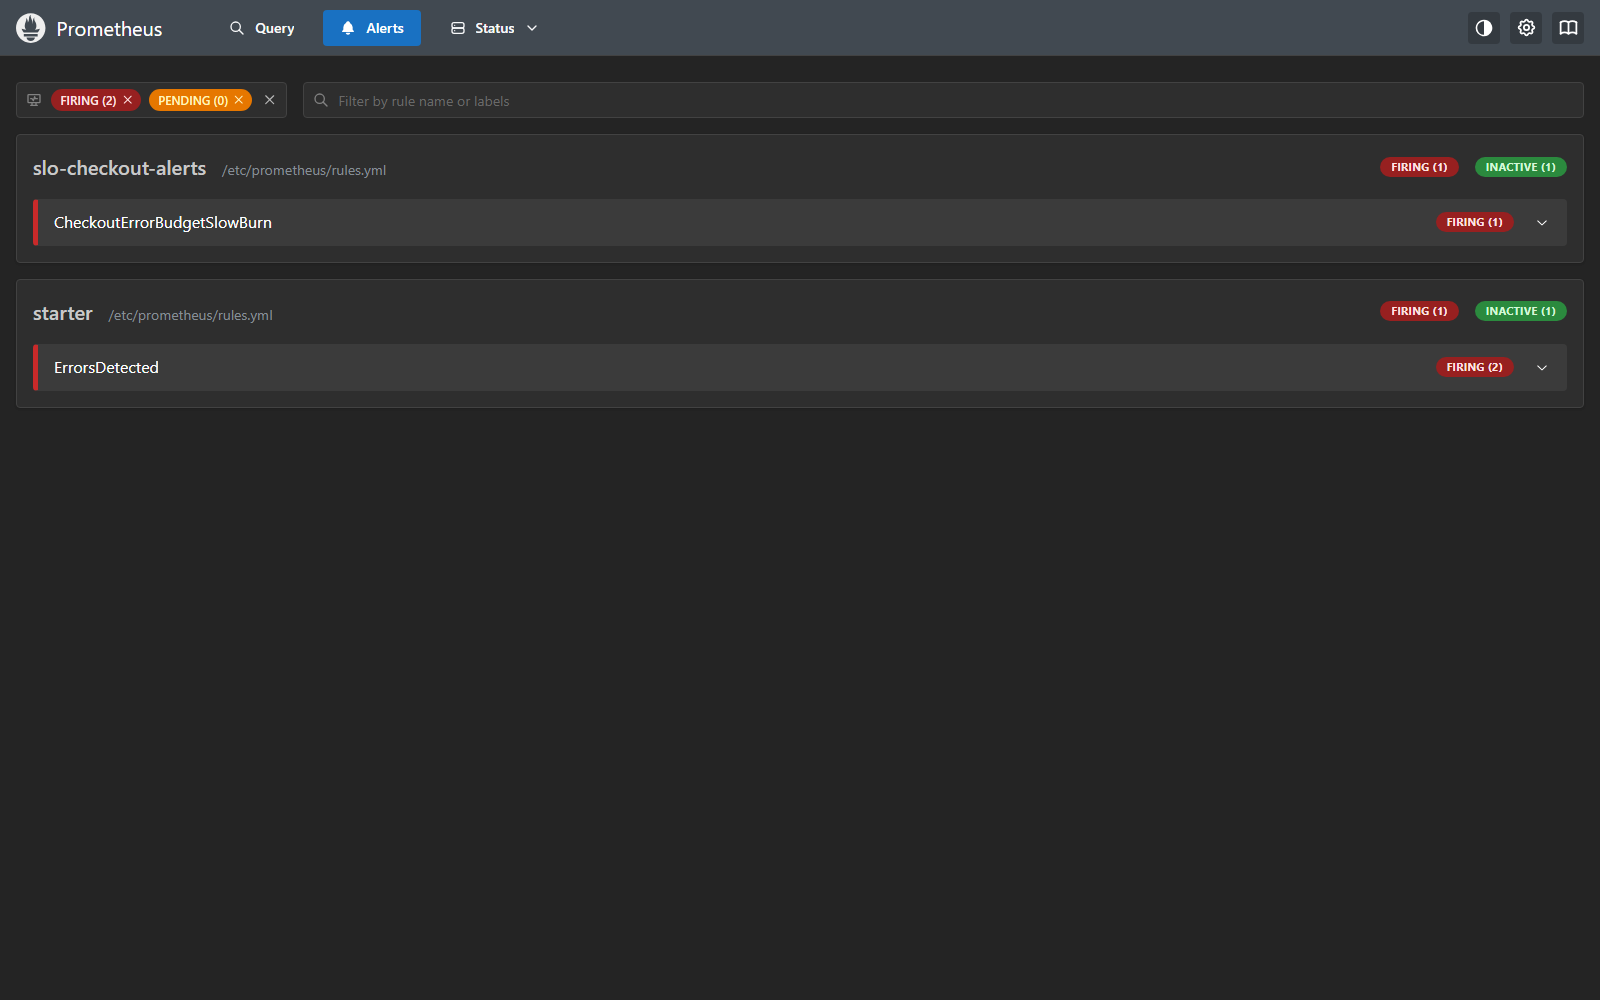 Prometheus Query Alerts Status
FIRING (2) PENDING (0) Filter by rule name or labels
slo-checkout-alerts /etc/prometheus/rules.yml FIRING (1) INACTIVE (1)
CheckoutErrorBudgetSlowBurn FIRING (1)
starter /etc/prometheus/rules.yml FIRING (1) INACTIVE (1)
ErrorsDetected FIRING (2)